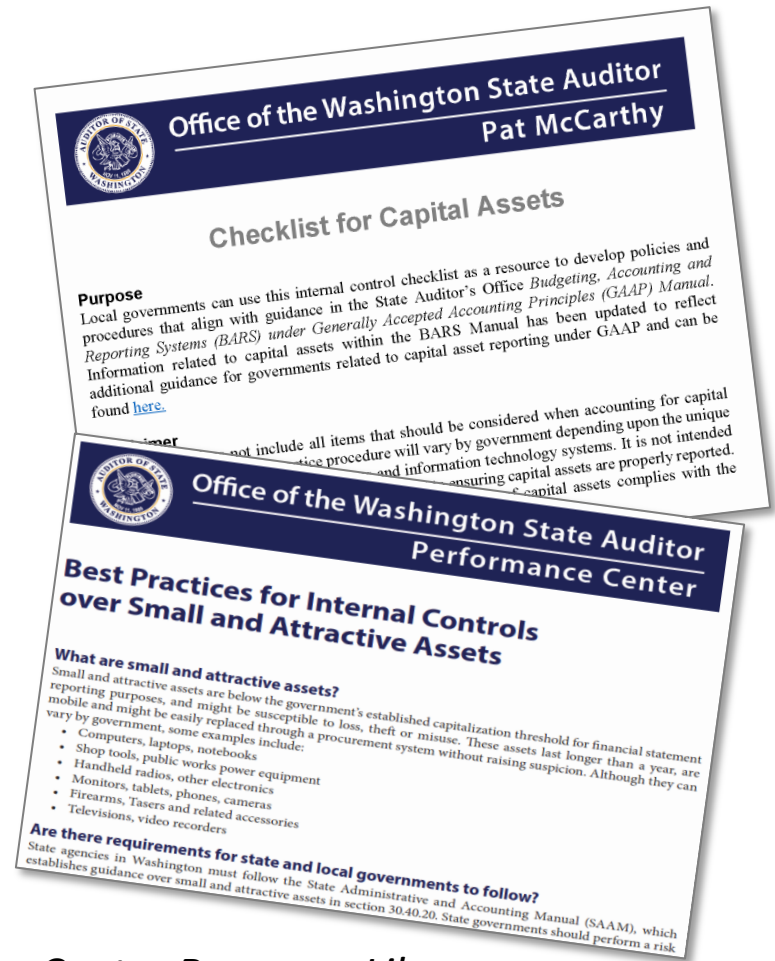 Office of the Washington State Auditor
Pat McCarthy
AUDITOR OF STATE
WASHINGTON
NOV 11, 1889
Checklist for Capital Assets
Purpose
Local governments can use this internal control checklist as a resource to develop policies and
procedures that align with guidance in the State Auditor's Office Budgeting, Accounting and
Reporting Systems (BARS) under Generally Accepted Accounting Principles (GAAP) Manual.
Information related to capital assets within the BARS Manual has been updated to reflect
additional guidance for governments related to capital asset reporting under GAAP and can be
found here.
not include all items that should be considered when accounting for capital
procedure will vary by government depending upon the unique
and information technology systems. It is not intended
ensuring capital assets are properly reported.
capital assets complies with the
AUDITOR OF STATE
WASHINGTON
Office of the Washington State Auditor
Performance Center
Best Practices for Internal Controls
over Small and Attractive Assets
What are small and attractive assets?
Small and attractive assets are below the government's established capitalization threshold for financial statement
reporting purposes, and might be susceptible to loss, theft or misuse. These assets last longer than a year, are
mobile and might be easily replaced through a procurement system without raising suspicion. Although they can
vary by government, some examples include:
• Computers, laptops, notebooks
• Shop tools, public works power equipment
• Handheld radios, other electronics
• Monitors, tablets, phones, cameras
• Firearms, Tasers and related accessories
• Televisions, video recorders
Are there requirements for state and local governments to follow?
State agencies in Washington must follow the State Administrative and Accounting Manual (SAAM), which
establishes guidance over small and attractive assets in section 30.40.20. State governments should perform a risk